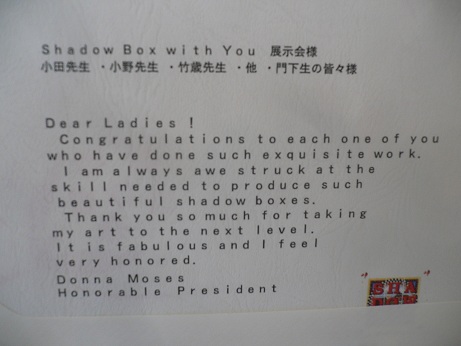 Shadow Box with You 展示会様
小田先生 ・小野先生 ・竹歳先生 ・他 ・門下生の皆々様
Dear Ladies !
Congratulations to each one of you
who have done such exquisite work.
I am always awe struck at the
skill needed to produce such
beautiful shadow boxes.
Thank you so much for taking
my art to the next level.
It is fabulous and I feel
very honored.
Donna Moses
Honorable President
SHA